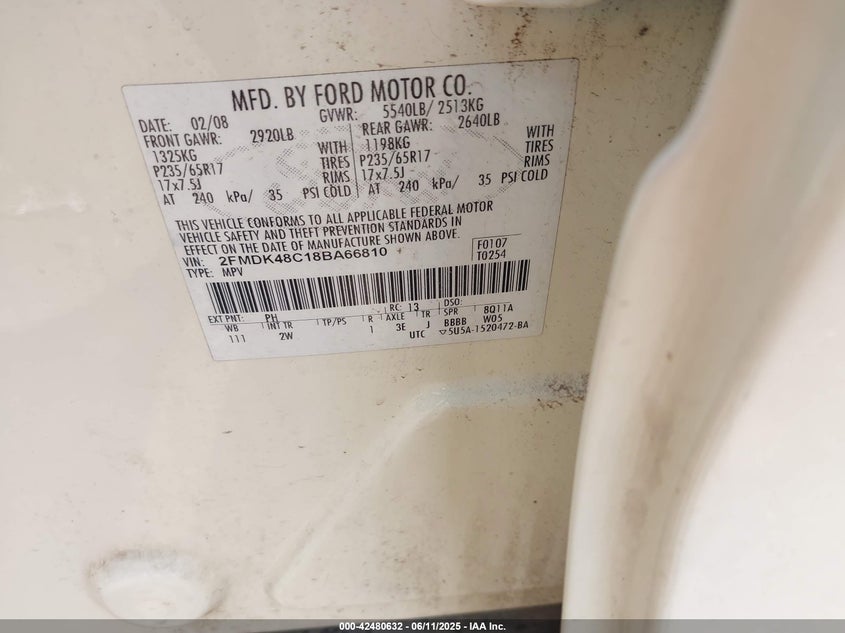 MFD. BY FORD MOTOR CO.
DATE: 02/08 GVWR: 5540LB/ 2513KG
FRONT GAWR: 2920LB REAR GAWR: 2640LB
1325KG WITH 1198KG WITH
P235/65R17 TIRES P235/65R17 TIRES
17x7.5J RIMS 17x7.5J RIMS
AT 240 kPa/ 35 PSI COLD AT 240 kPa/ 35 PSI COLD
THIS VEHICLE CONFORMS TO ALL APPLICABLE FEDERAL MOTOR
VEHICLE SAFETY AND THEFT PREVENTION STANDARDS IN
EFFECT ON THE DATE OF MANUFACTURE SHOWN ABOVE.
VIN: 2FMDK48C18BA66810 F0107
TYPE: MPV T0254
EXT PNT: PH RC: 13 DSO:
WB INT TR TP/PS R AXLE TR SPR 8Q11A
111 2W 1 3E J BBBB W05
UTC ▽5U5A-1520472-BA
000-42480632 - 06/11/2025 - IAA Inc.